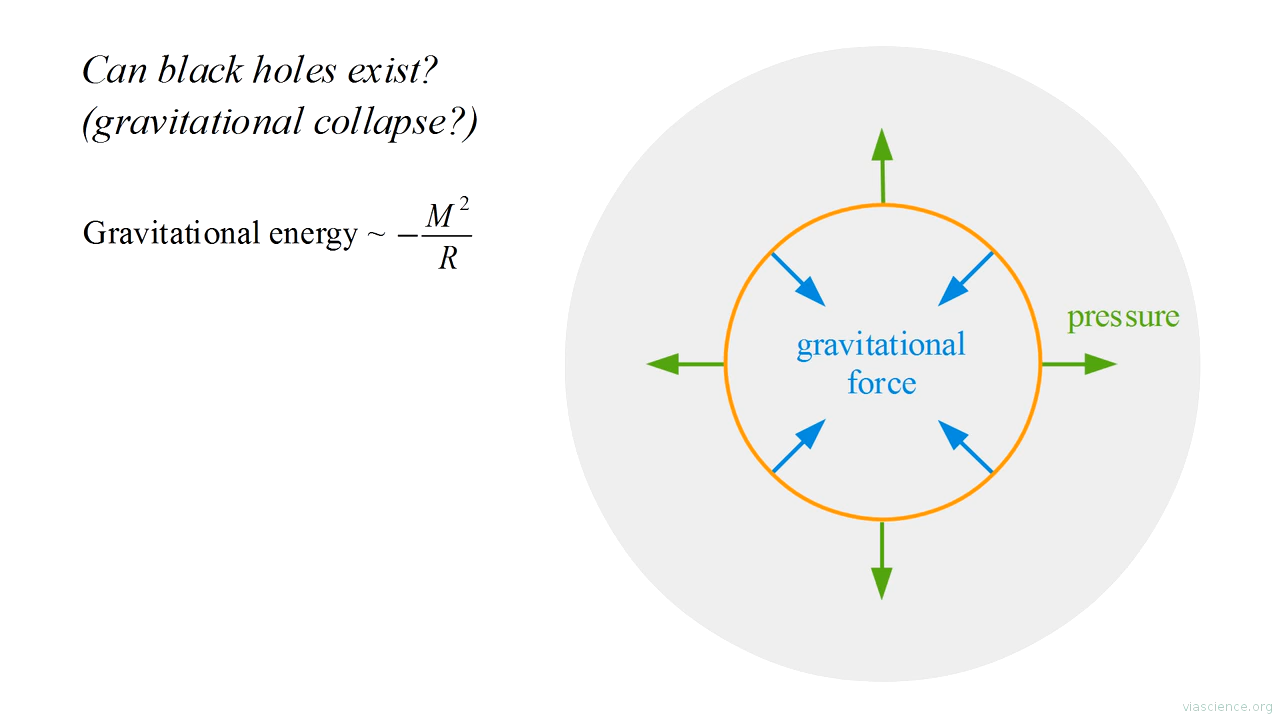 Can black holes exist?
(gravitational collapse?)
Gravitational energy ~ −M²/R
pressure
gravitational
force
viascience.org